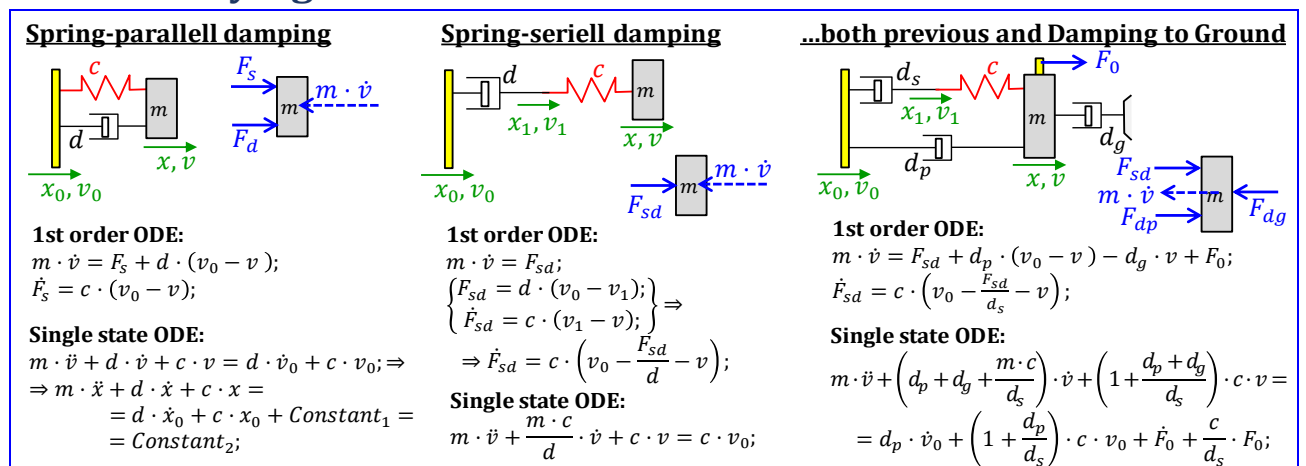 Spring-parallell damping
c
F_s
m
m
m · v̇
d
F_d
x, v
x_0, v_0
1st order ODE:
m · v̇ = F_s + d · (v_0 − v );
Ḟ_s = c · (v_0 − v);
Single state ODE:
m · v̈ + d · v̇ + c · v = d · v̇_0 + c · v_0; ⇒
⇒ m · ẍ + d · ẋ + c · x =
= d · ẋ_0 + c · x_0 + Constant_1 =
= Constant_2;
Spring-seriell damping
d
c
m
x_1, v_1
x, v
x_0, v_0
m
m · v̇
F_sd
1st order ODE:
m · v̇ = F_sd;
{F_sd = d · (v_0 − v_1);
Ḟ_sd = c · (v_1 − v);} ⇒
⇒ Ḟ_sd = c · (v_0 − F_sd/d − v);
Single state ODE:
m · v̈ + (m · c)/d · v̇ + c · v = c · v_0;
...both previous and Damping to Ground
F_0
d_s
c
m
x_1, v_1
d_g
d_p
x, v
x_0, v_0
F_sd
m · v̇
m
F_dp
F_dg
1st order ODE:
m · v̇ = F_sd + d_p · (v_0 − v) − d_g · v + F_0;
Ḟ_sd = c · (v_0 − F_sd/d_s − v);
Single state ODE:
m · v̈ + (d_p + d_g + (m · c)/d_s) · v̇ + (1 + (d_p + d_g)/d_s) · c · v =
= d_p · v̇_0 + (1 + d_p/d_s) · c · v_0 + Ḟ_0 + c/d_s · F_0;